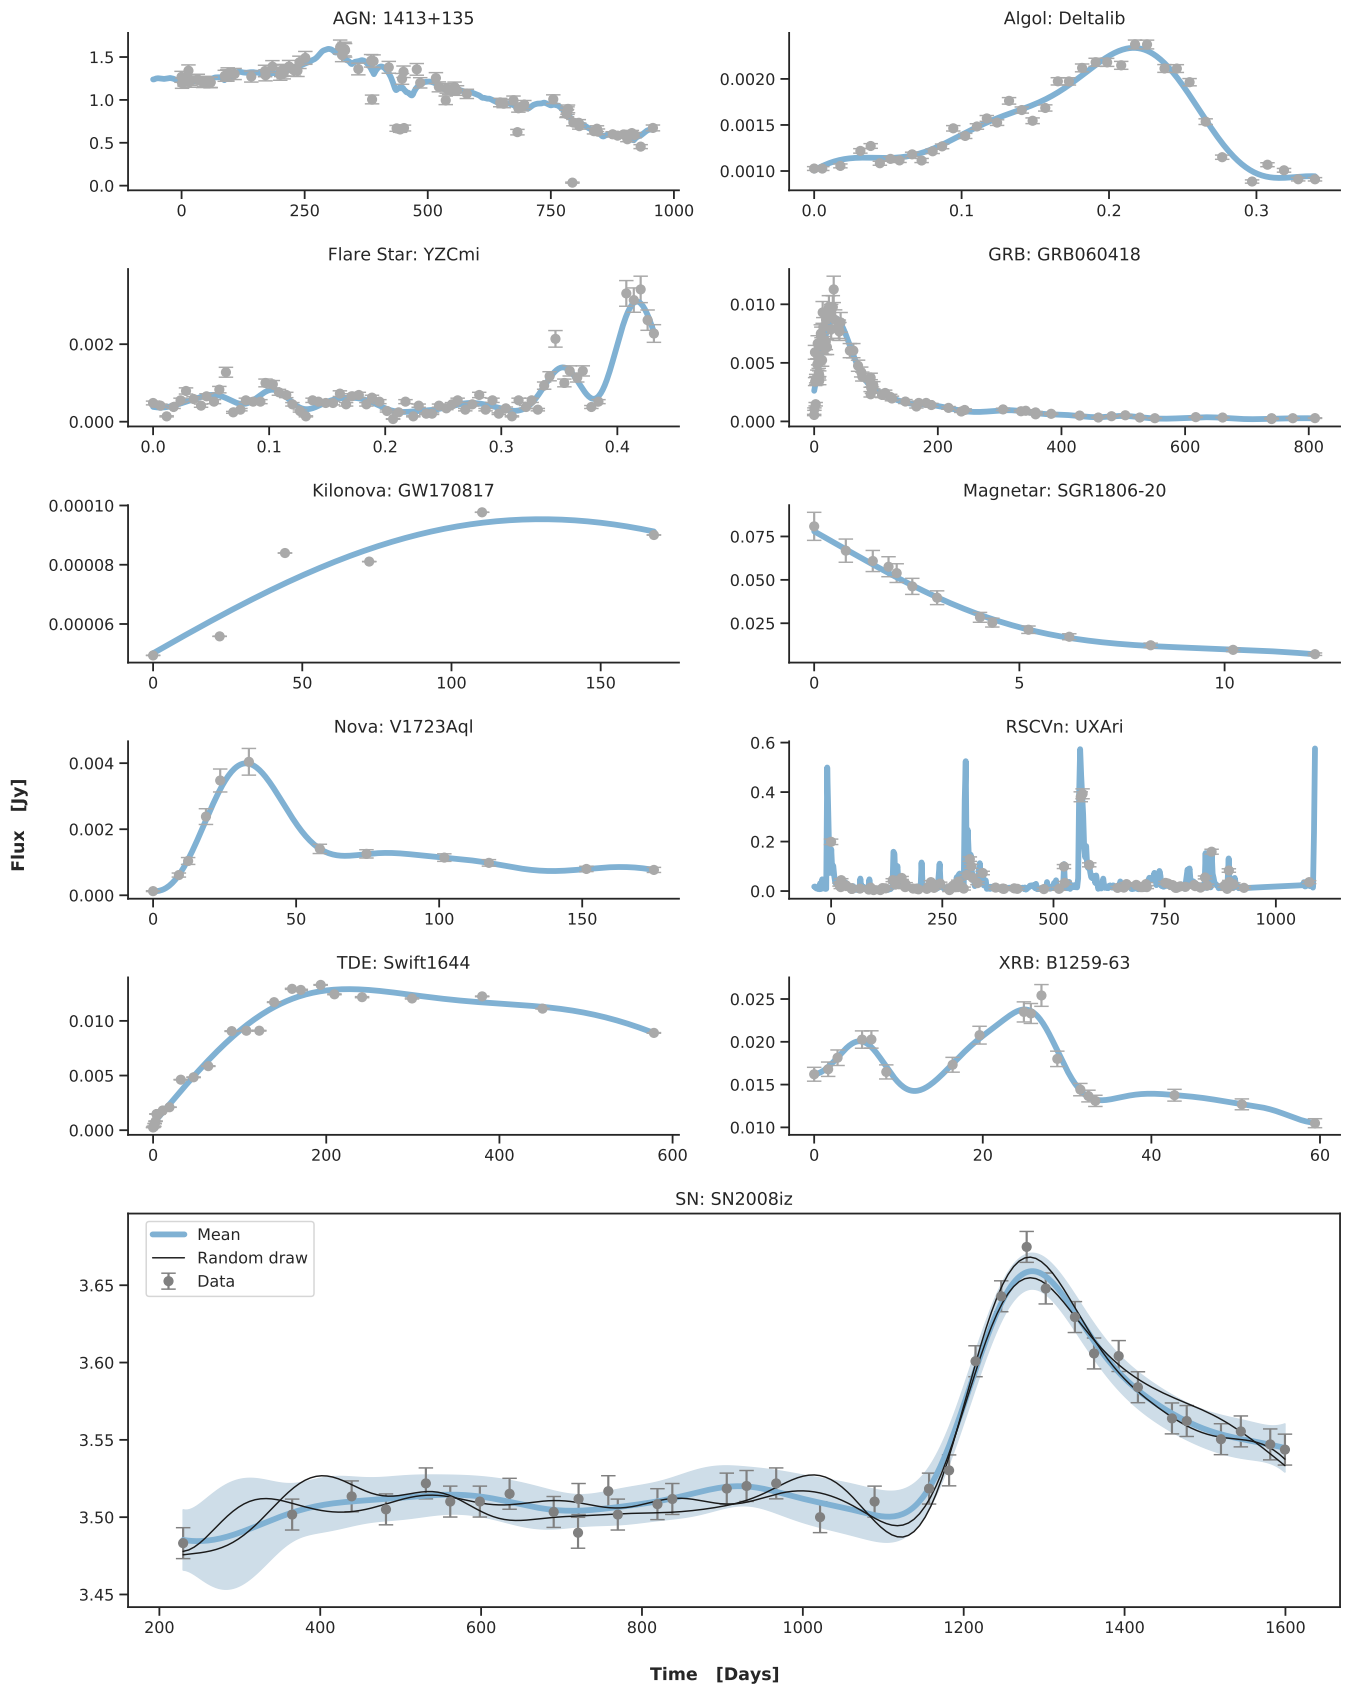 AGN: 1413+135
1.5
1.0
0.5
0.0
0 250 500 750 1000
Algol: Deltalib
0.0020
0.0015
0.0010
0.0 0.1 0.2 0.3
Flare Star: YZCmi
0.002
0.000
0.0 0.1 0.2 0.3 0.4
GRB: GRB060418
0.010
0.005
0.000
0 200 400 600 800
Kilonova: GW170817
0.00010
0.00008
0.00006
0 50 100 150
Magnetar: SGR1806-20
0.075
0.050
0.025
0 5 10
Nova: V1723Aql
0.004
0.002
0.000
0 50 100 150
RSCVn: UXAri
0.6
0.4
0.2
0.0
0 250 500 750 1000
Flux [Jy]
TDE: Swift1644
0.010
0.005
0.000
0 200 400 600
XRB: B1259-63
0.025
0.020
0.015
0.010
0 20 40 60
SN: SN2008iz
Mean
Random draw
Data
3.65
3.60
3.55
3.50
3.45
200 400 600 800 1000 1200 1400 1600
Time [Days]